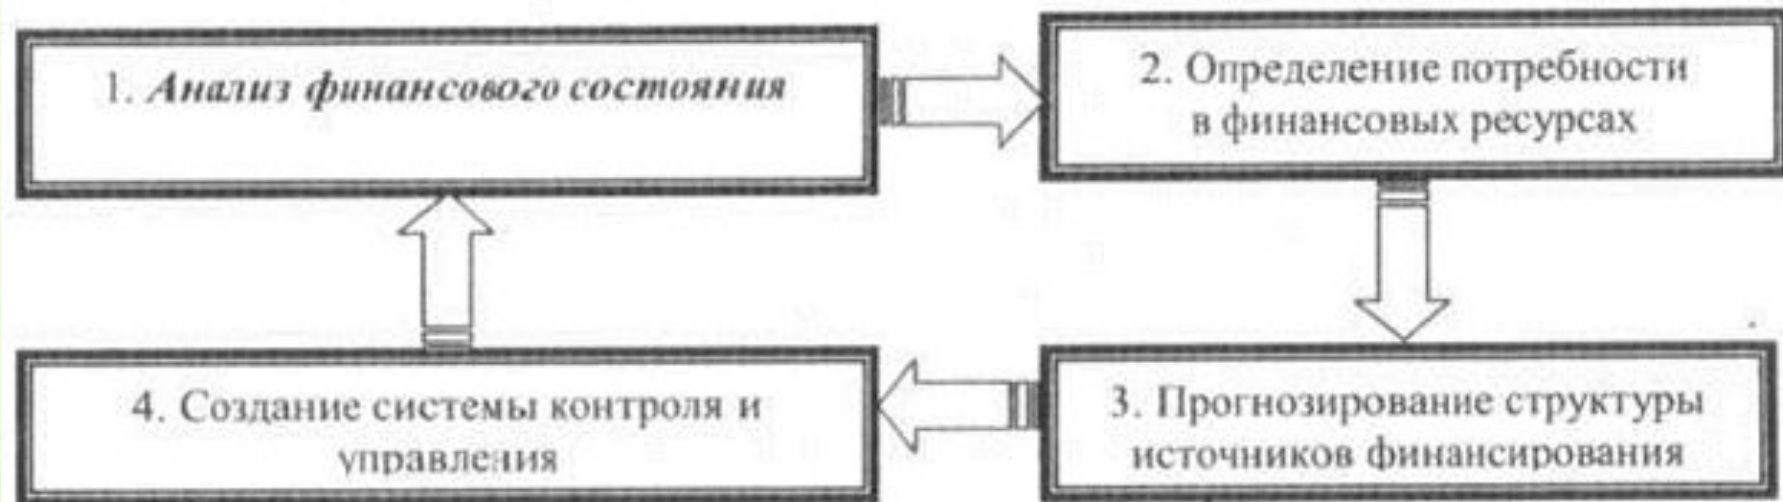 1. Анализ финансового состояния
2. Определение потребности
в финансовых ресурсах
3. Прогнозирование структуры
источников финансирования
4. Создание системы контроля и
управления